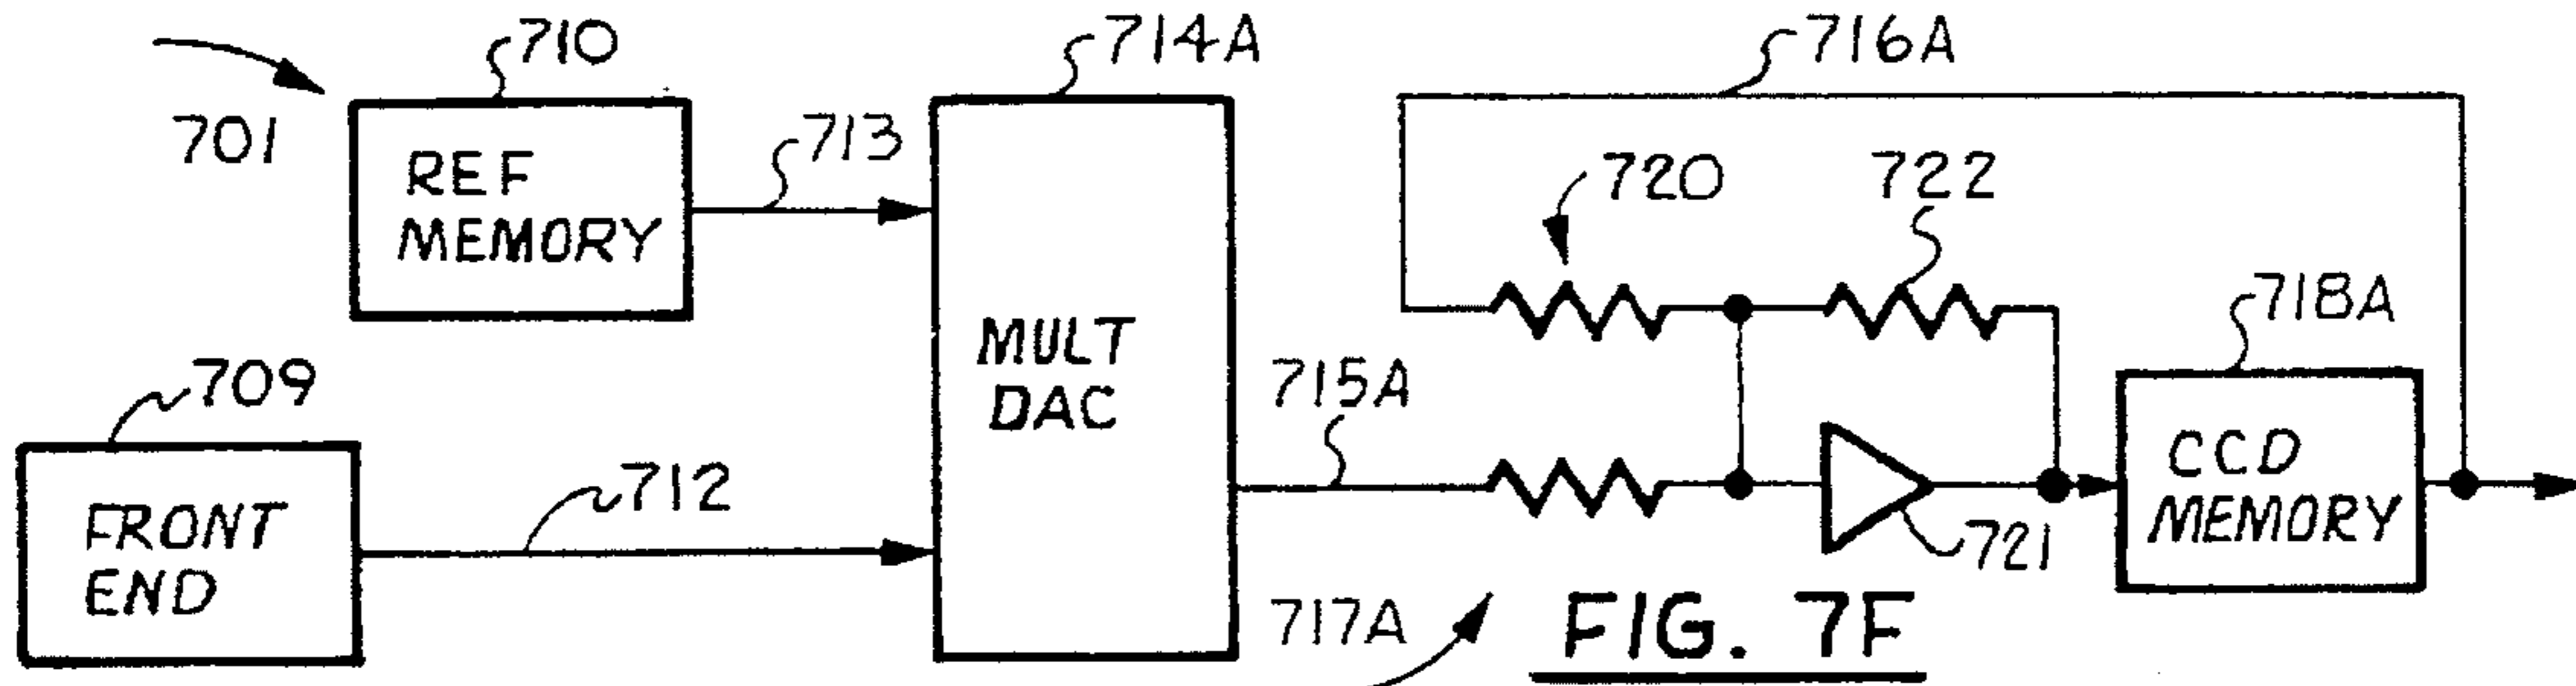 710
714A
716A
701
REF
MEMORY
713
720
722
709
MULT
DAC
715A
718A
FRONT
END
712
CCD
MEMORY
721
717A
FIG. 7F